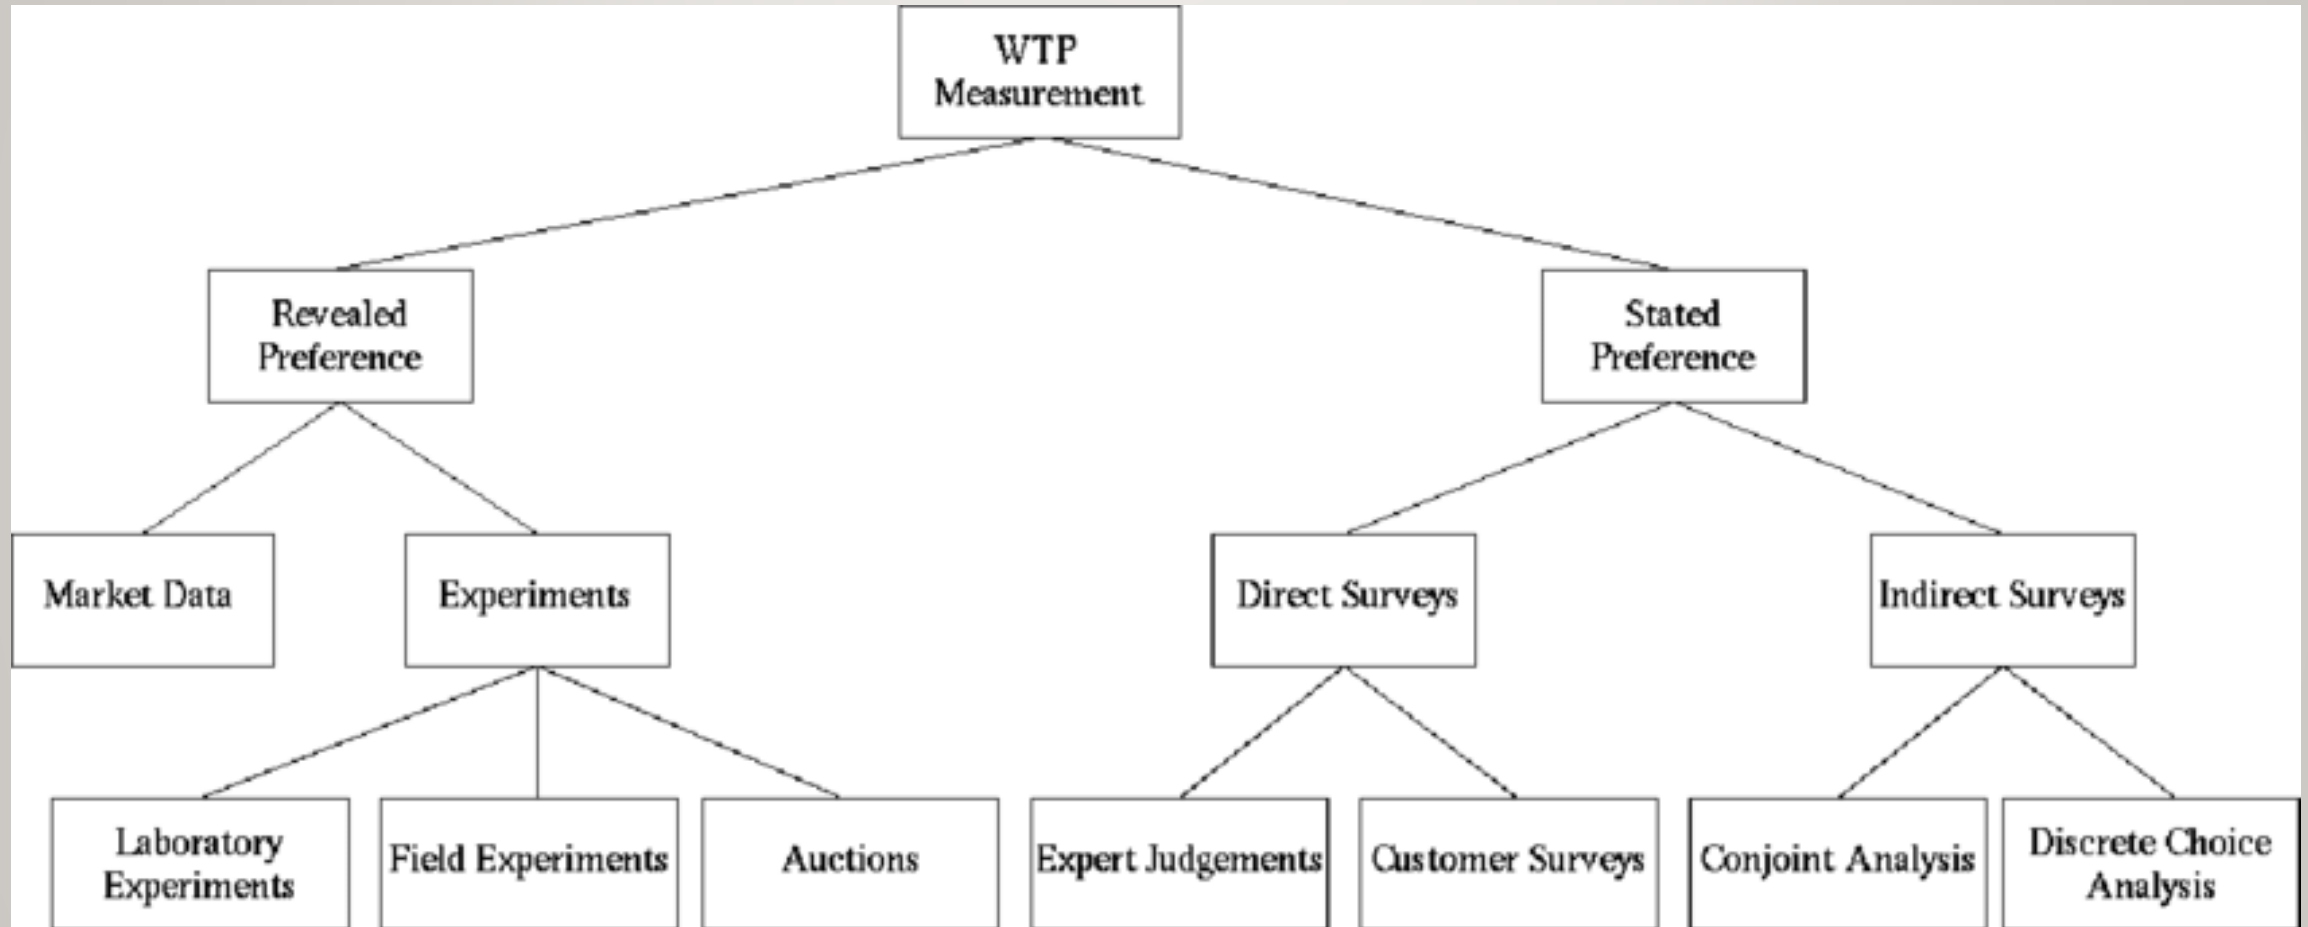 WTP
Measurement
Revealed
Preference
Stated
Preference
Market Data
Experiments
Direct Surveys
Indirect Surveys
Laboratory
Experiments
Field Experiments
Auctions
Expert Judgements
Customer Surveys
Conjoint Analysis
Discrete Choice
Analysis